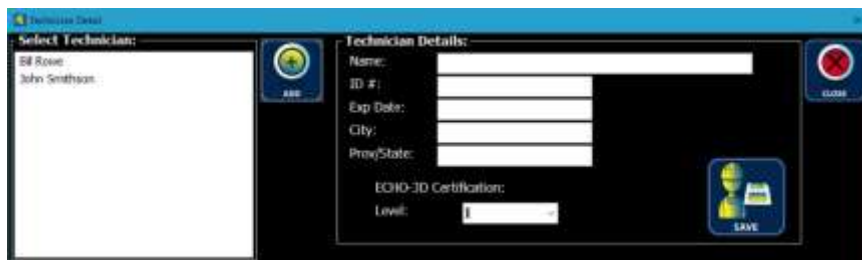 Technician Detail
Select Technician:
Bill Rowe
John Smithson
ADD
Technician Details:
Name:
ID #:
Exp Date:
City:
Prov/State:
ECHO-3D Certification:
Level:
I
SAVE
CLOSE